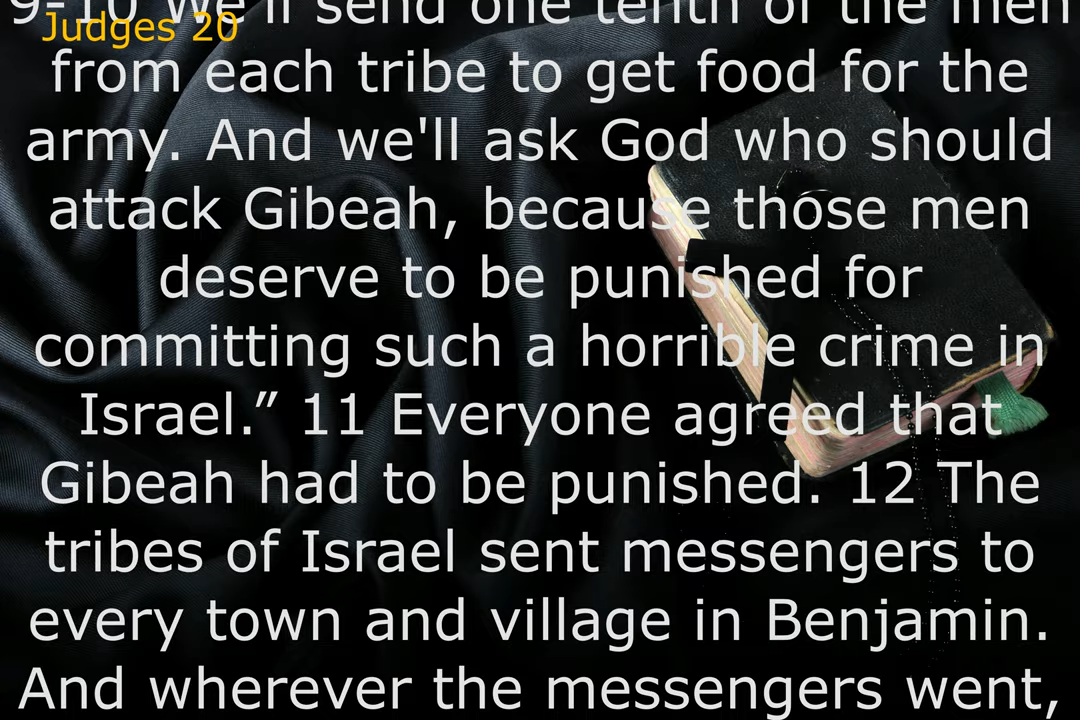 9-10 We'll send one tenth of the men
Judges 20
from each tribe to get food for the
army. And we'll ask God who should
attack Gibeah, because those men
deserve to be punished for
committing such a horrible crime in
Israel.” 11 Everyone agreed that
Gibeah had to be punished. 12 The
tribes of Israel sent messengers to
every town and village in Benjamin.
And wherever the messengers went,